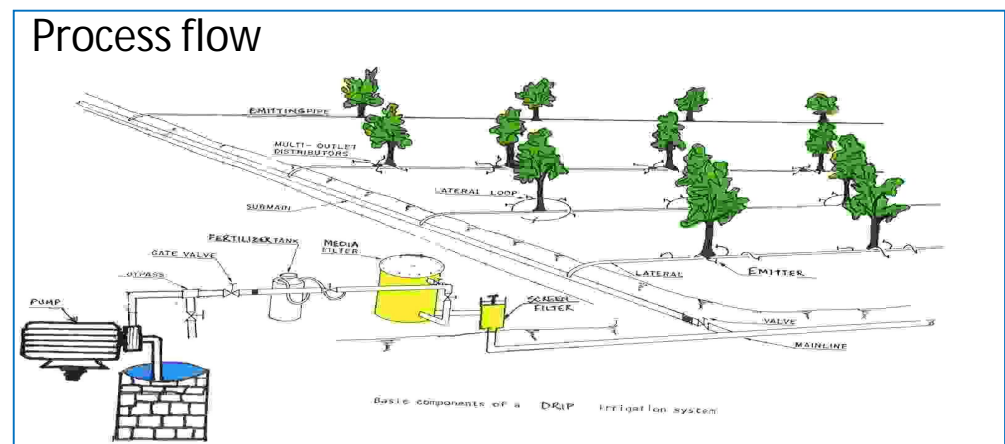 Process flow
EMITTINGPIPE
MULTI- OUTLET
DISTRIBUTORS
LATERAL LOOP
SUBMAIN
FERTILIZER TANK
MEDIA
FILTER
GATE VALVE
BYPASS
LATERAL
EMITTER
PUMP
SCREEN
FILTER
VALVE
MAINLINE
Basic components of a DRIP irrigation system